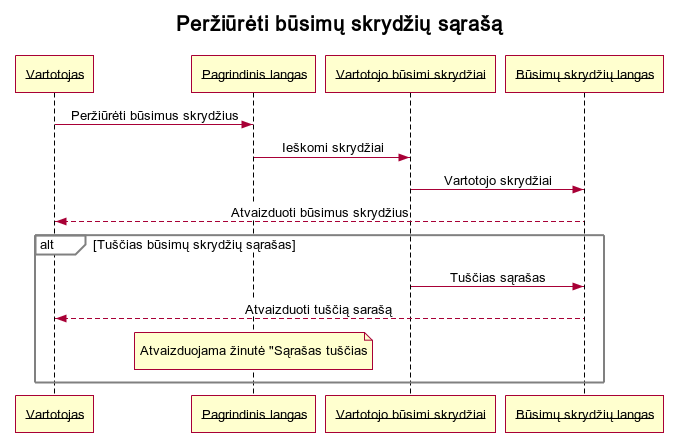 Peržiūrėti būsimų skrydžių sąrašą
Vartotojas Pagrindinis langas Vartotojo būsimi skrydžiai Būsimų skrydžių langas
Peržiūrėti būsimus skrydžius
Ieškomi skrydžiai
Vartotojo skrydžiai
Atvaizduoti būsimus skrydžius
alt [Tuščias būsimų skrydžių sąrašas]
Tuščias sąrašas
Atvaizduoti tuščią sarašą
Atvaizduojama žinutė "Sąrašas tuščias
Vartotojas Pagrindinis langas Vartotojo būsimi skrydžiai Būsimų skrydžių langas